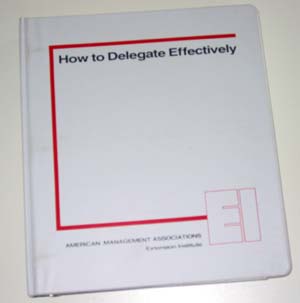 How to Delegate Effectively
AMERICAN MANAGEMENT ASSOCIATIONS
Extension Institute
EI